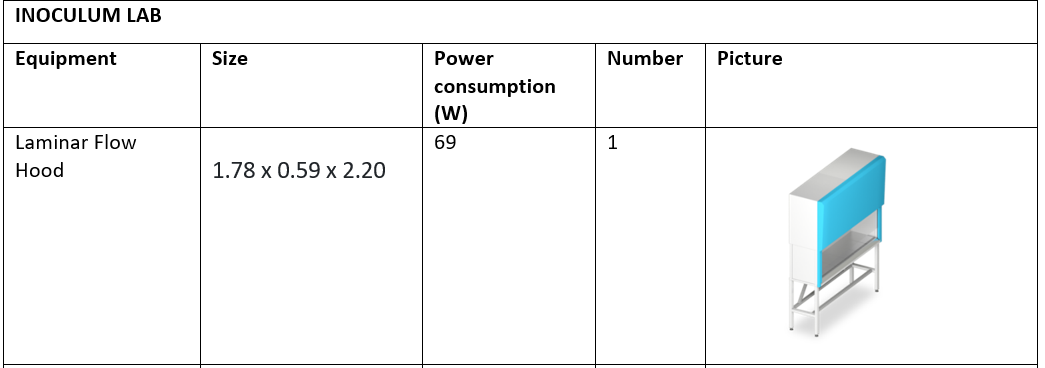 INOCULUM LAB
Equipment Size Power consumption (W) Number Picture
Laminar Flow Hood 1.78 x 0.59 x 2.20 69 1